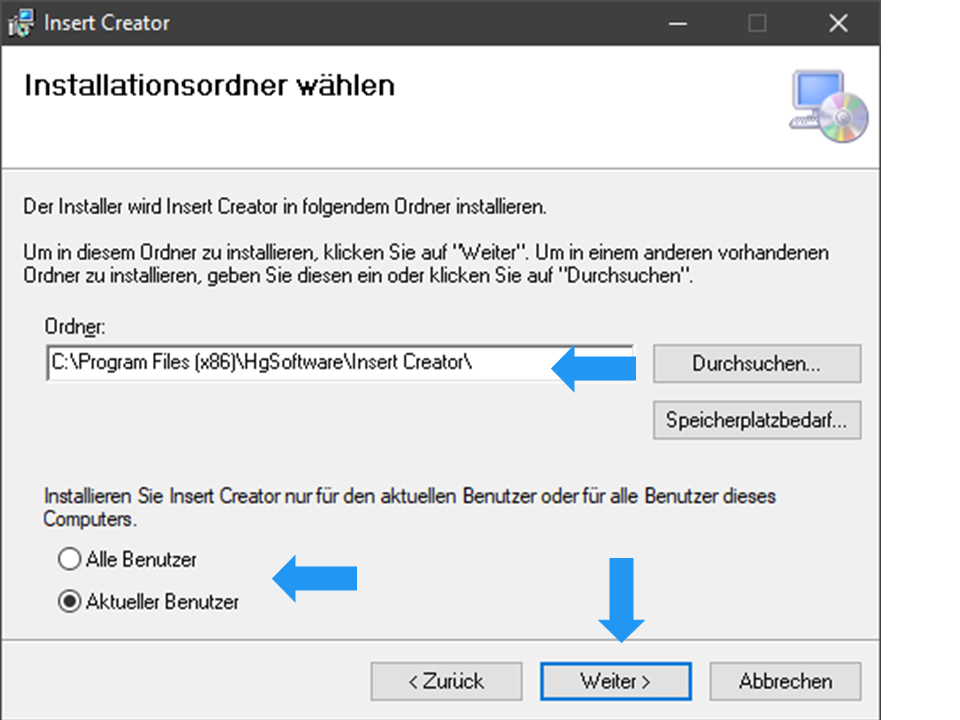 Insert Creator
Installationsordner wählen
Der Installer wird Insert Creator in folgendem Ordner installieren.
Um in diesem Ordner zu installieren, klicken Sie auf "Weiter". Um in einem anderen vorhandenen
Ordner zu installieren, geben Sie diesen ein oder klicken Sie auf "Durchsuchen".
Ordner:
C:\Program Files (x86)\HgSoftware\Insert Creator\
Durchsuchen...
Speicherplatzbedarf...
Installieren Sie Insert Creator nur für den aktuellen Benutzer oder für alle Benutzer dieses
Computers.
Alle Benutzer
Aktueller Benutzer
< Zurück
Weiter >
Abbrechen